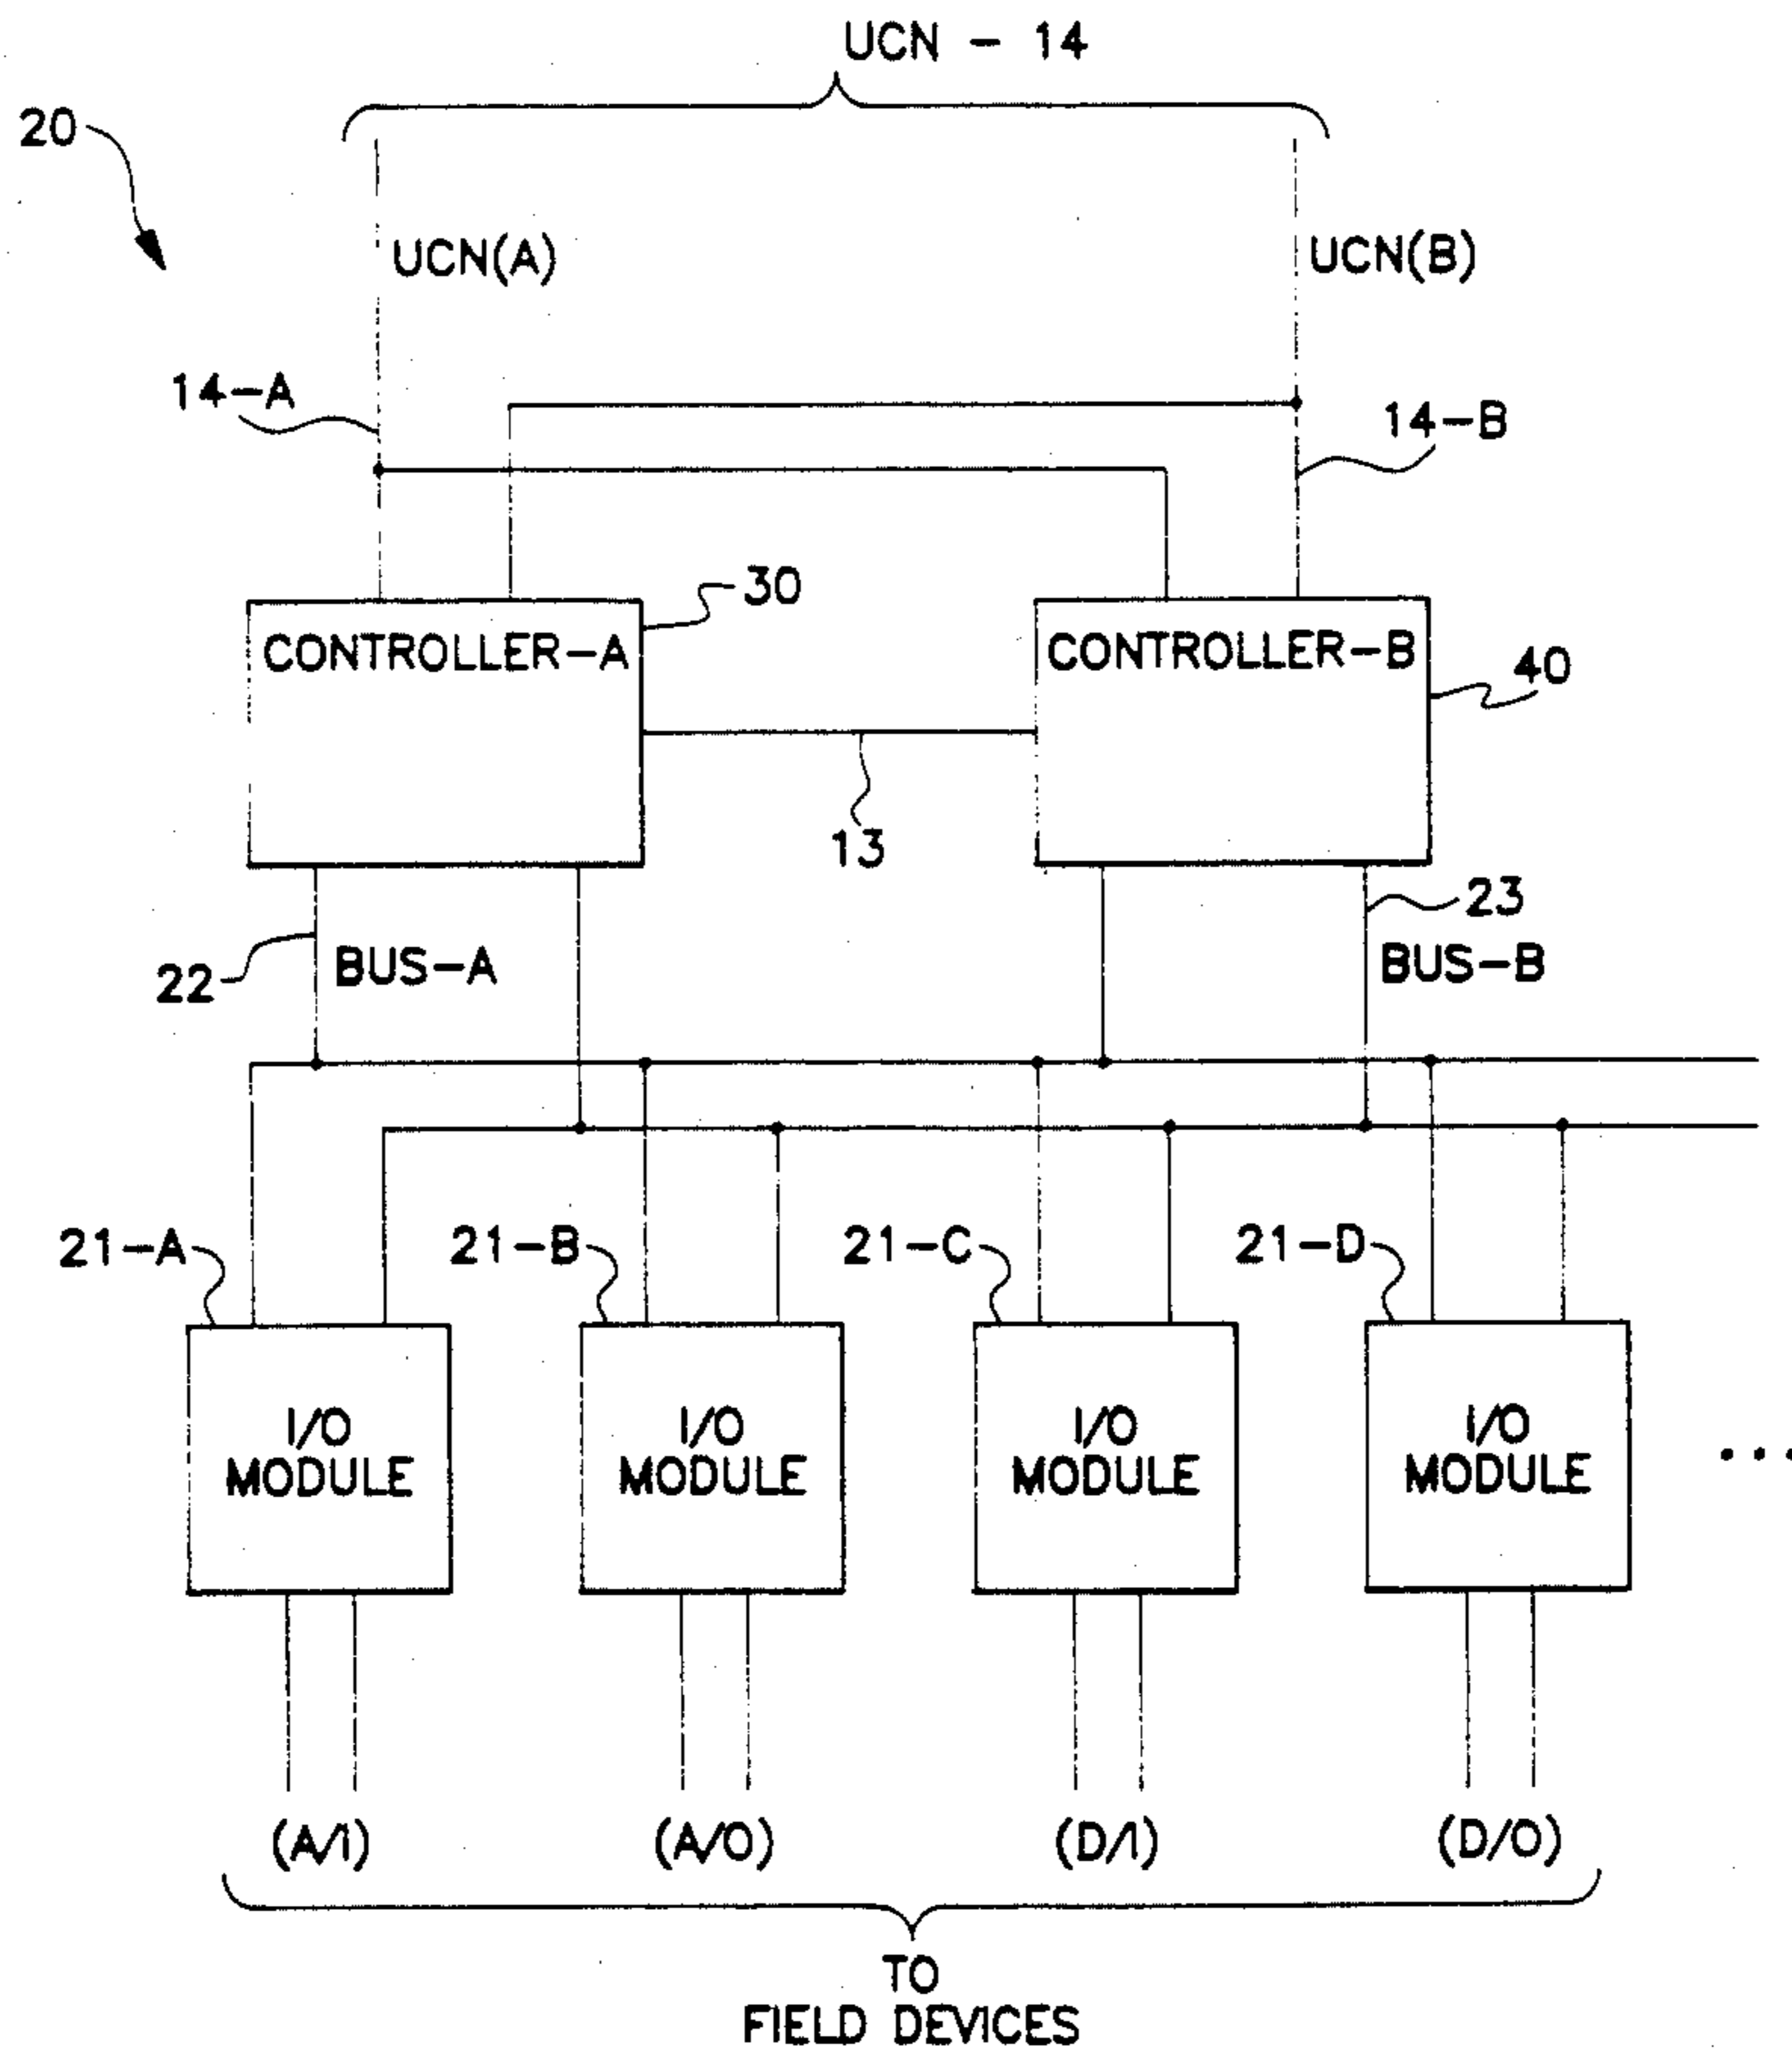 UCN - 14
20
UCN(A)
UCN(B)
14-A
14-B
30
CONTROLLER-A
CONTROLLER-B
40
13
23
22
BUS-A
BUS-B
21-A
21-B
21-C
21-D
I/O
MODULE
I/O
MODULE
I/O
MODULE
I/O
MODULE
...
(A/I)
(A/O)
(D/I)
(D/O)
TO
FIELD DEVICES